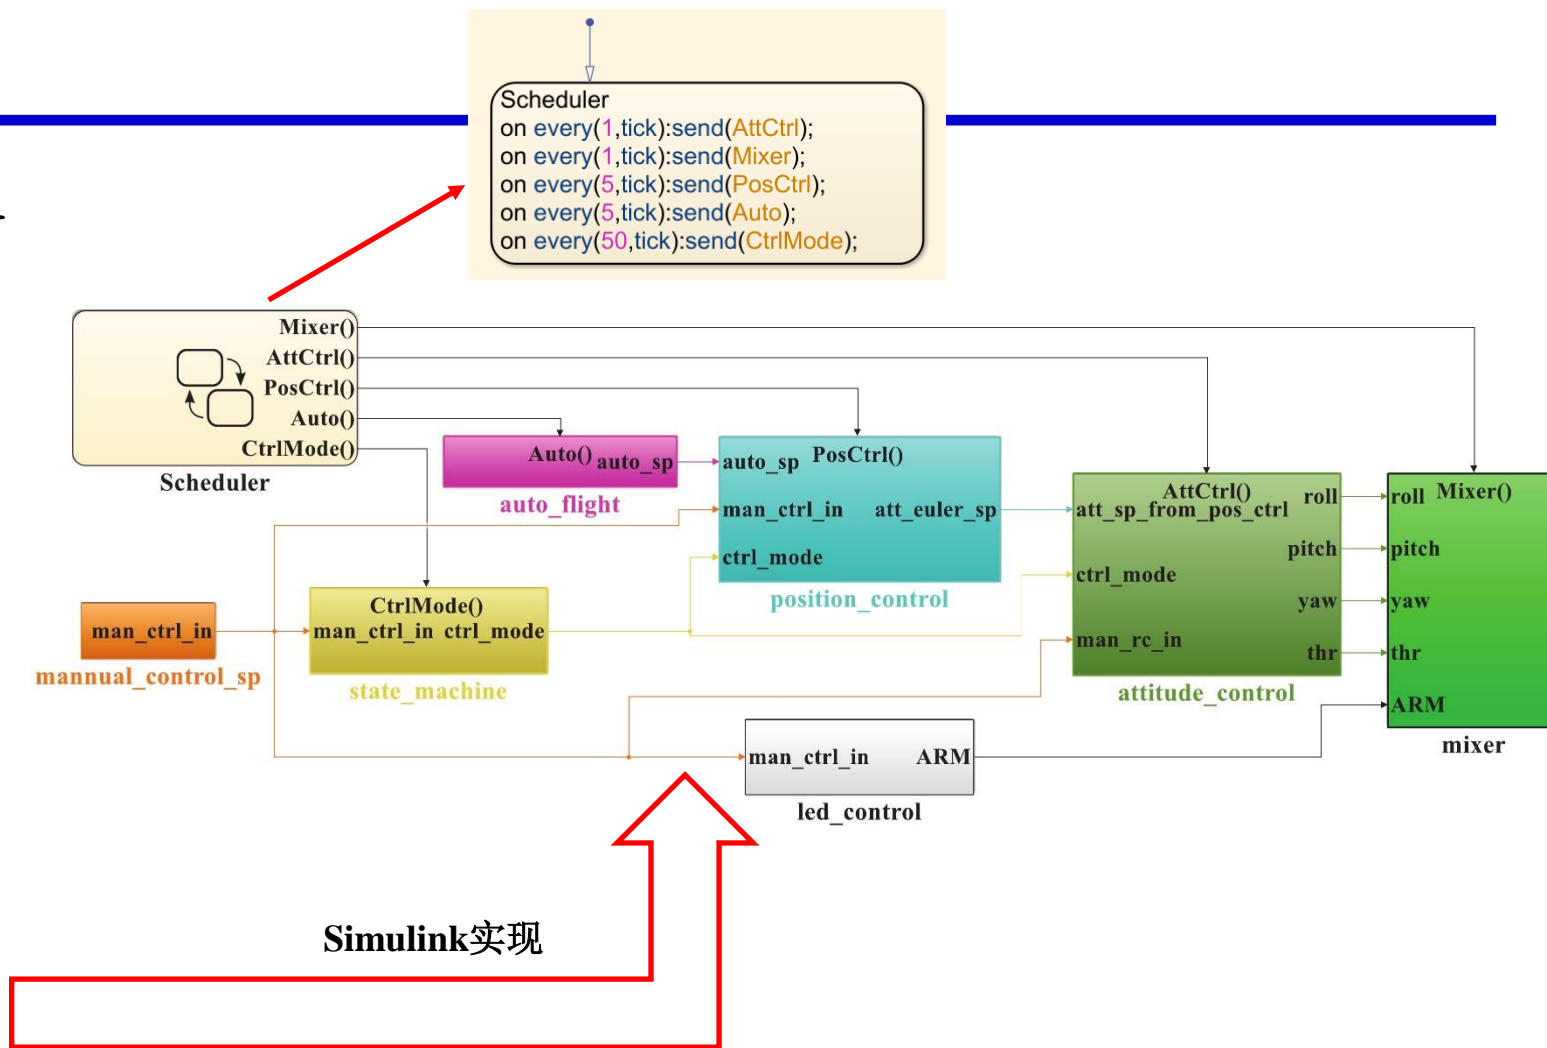 Scheduler
on every(1,tick):send(AttCtrl);
on every(1,tick):send(Mixer);
on every(5,tick):send(PosCtrl);
on every(5,tick):send(Auto);
on every(50,tick):send(CtrlMode);
Mixer()
AttCtrl()
PosCtrl()
Auto()
CtrlMode()
Scheduler
Auto() auto_sp
auto_flight
auto_sp PosCtrl()
man_ctrl_in att_euler_sp
ctrl_mode
position_control
AttCtrl() roll
att_sp_from_pos_ctrl
pitch
ctrl_mode
yaw
man_rc_in
thr
attitude_control
roll Mixer()
pitch
yaw
thr
ARM
mixer
man_ctrl_in
mannual_control_sp
CtrlMode()
man_ctrl_in ctrl_mode
state_machine
man_ctrl_in ARM
led_control
Simulink实现